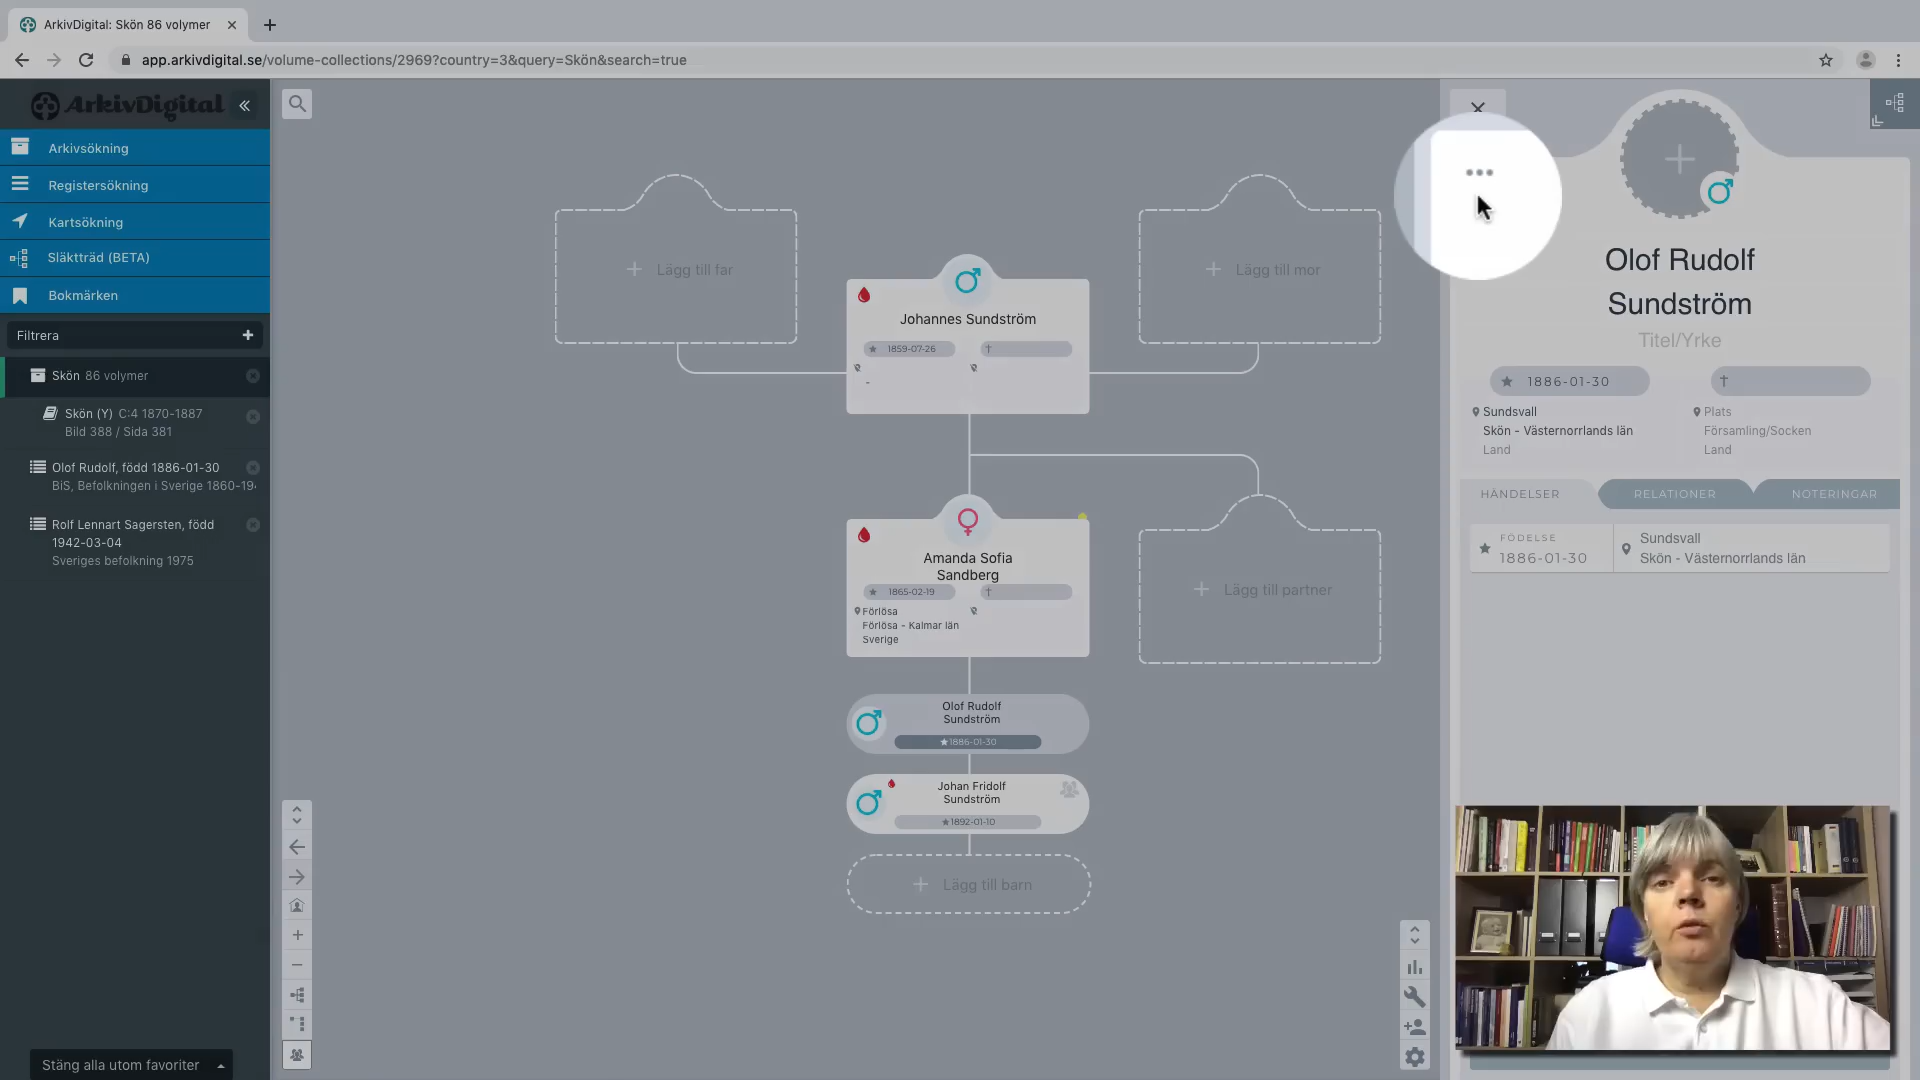 ArkivDigital: Skön 86 volymer
app.arkivdigital.se/volume-collections/2969?country=3&query=Skön&search=true
ArkivDigital
Arkivsökning
Registersökning
Kartsökning
Släktträd (BETA)
Bokmärken
Filtrera
Skön 86 volymer
Skön (Y) C:4 1870-1887
Bild 388 / Sida 381
Olof Rudolf, född 1886-01-30
BiS, Befolkningen i Sverige 1860-19
Rolf Lennart Sagersten, född
1942-03-04
Sveriges befolkning 1975
Stäng alla utom favoriter
Lägg till far
Lägg till mor
Johannes Sundström
1859-07-26
-
Amanda Sofia
Sandberg
1865-02-19
Förlösa
Förlösa - Kalmar län
Sverige
Lägg till partner
Olof Rudolf
Sundström
1886-01-30
Johan Fridolf
Sundström
1892-01-10
Lägg till barn
Olof Rudolf
Sundström
Titel/Yrke
1886-01-30
Sundsvall
Skön - Västernorrlands län
Land
Plats
Församling/Socken
Land
HÄNDELSER
RELATIONER
NOTERINGAR
FÖDELSE
1886-01-30
Sundsvall
Skön - Västernorrlands län